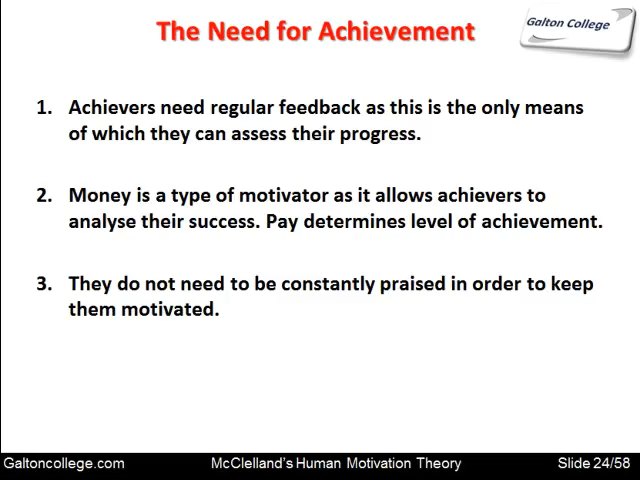 The Need for Achievement
Galton College
1. Achievers need regular feedback as this is the only means
of which they can assess their progress.
2. Money is a type of motivator as it allows achievers to
analyse their success. Pay determines level of achievement.
3. They do not need to be constantly praised in order to keep
them motivated.
Galtoncollege.com McClelland's Human Motivation Theory Slide 24/58